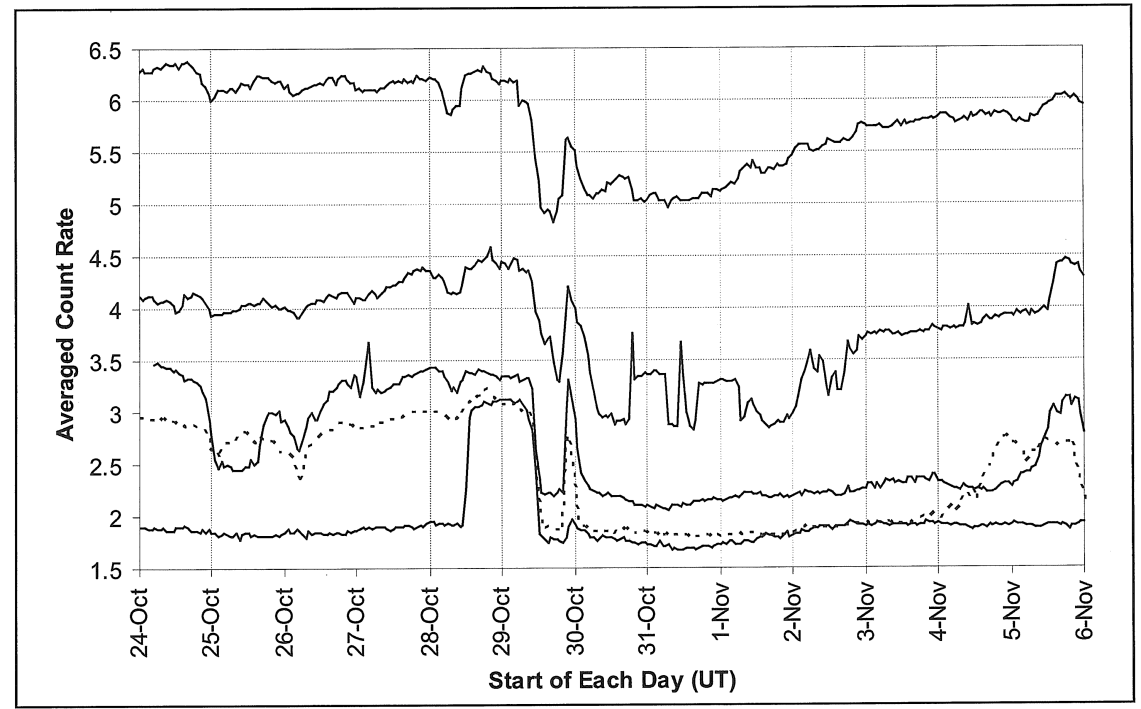 6.5
6
5.5
5
4.5
4
3.5
3
2.5
2
1.5
Averaged Count Rate
24-Oct
25-Oct
26-Oct
27-Oct
28-Oct
29-Oct
30-Oct
31-Oct
1-Nov
2-Nov
3-Nov
4-Nov
5-Nov
6-Nov
Start of Each Day (UT)